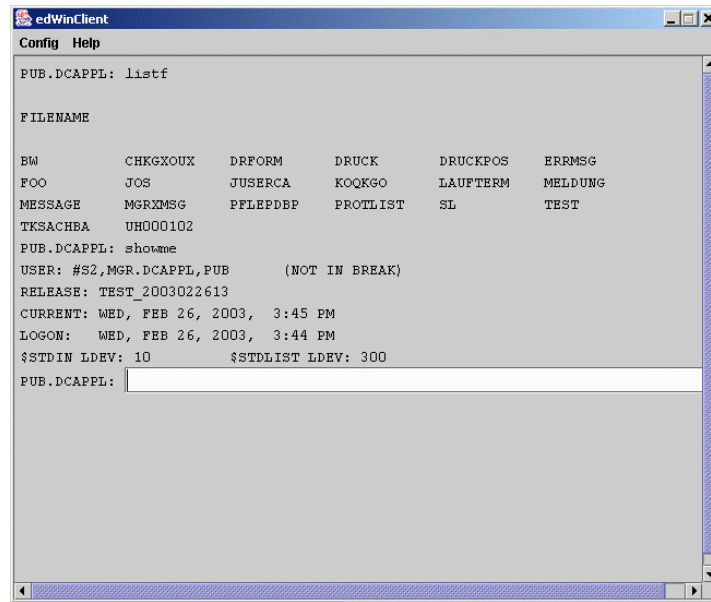 edWinClient
Config Help
PUB.DCAPPL: listf
FILENAME
BW CHKGXOUX DRFORM DRUCK DRUCKPOS ERRMSG
FOO JOS JUSERCA KOQKGO LAUFTERM MELDUNG
MESSAGE MGRXMSG PFLEPDBP PROTLIST SL TEST
TKSACHBA UH000102
PUB.DCAPPL: showme
USER: #S2,MGR.DCAPPL,PUB (NOT IN BREAK)
RELEASE: TEST_2003022613
CURRENT: WED, FEB 26, 2003, 3:45 PM
LOGON: WED, FEB 26, 2003, 3:44 PM
$STDIN LDEV: 10 $STDLIST LDEV: 300
PUB.DCAPPL: